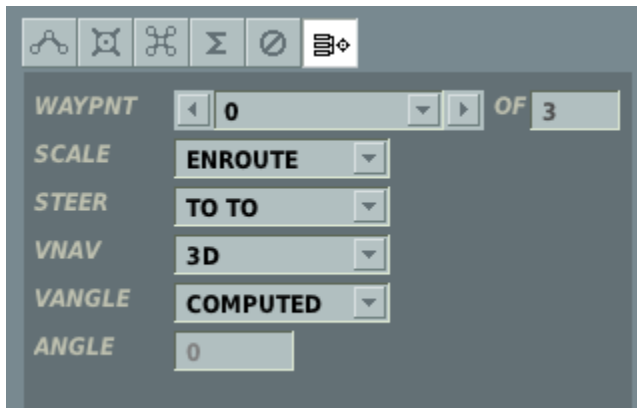 WAYPNT 0 OF 3
SCALE ENROUTE
STEER TO TO
VNAV 3D
VANGLE COMPUTED
ANGLE 0